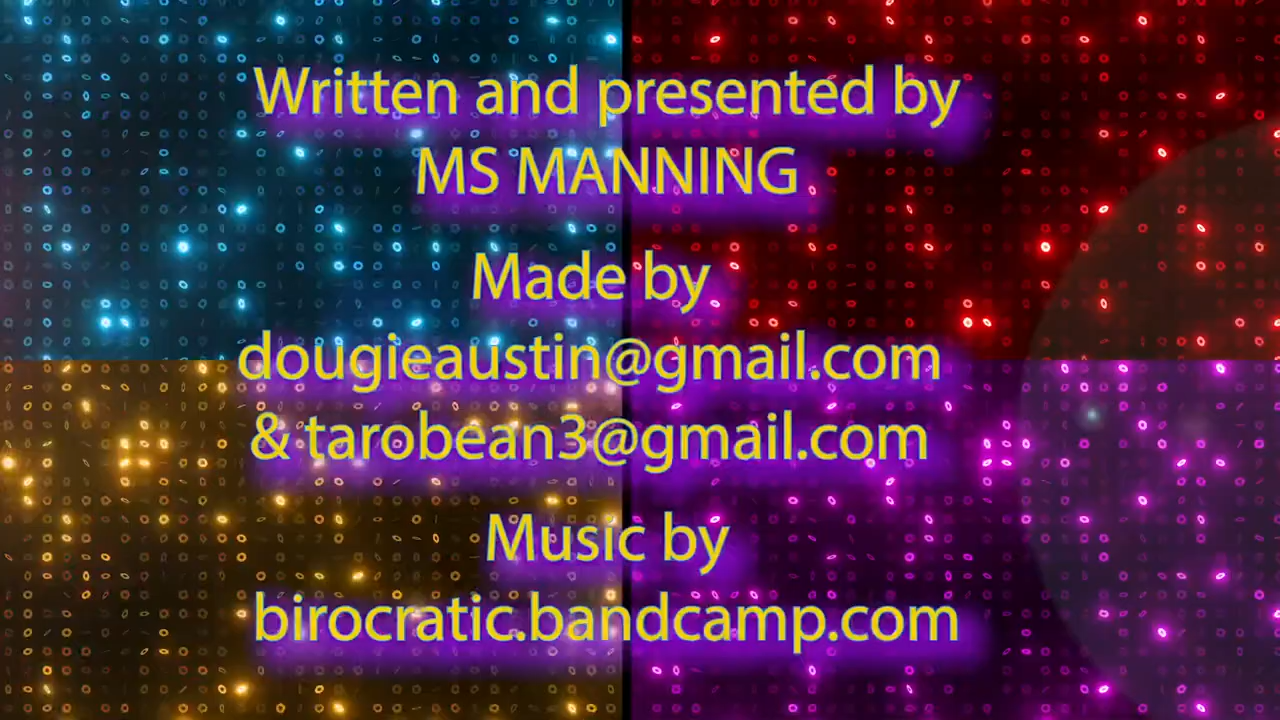 Written and presented by
MS MANNING
Made by
dougieaustin@gmail.com
& tarobean3@gmail.com
Music by
birocratic.bandcamp.com